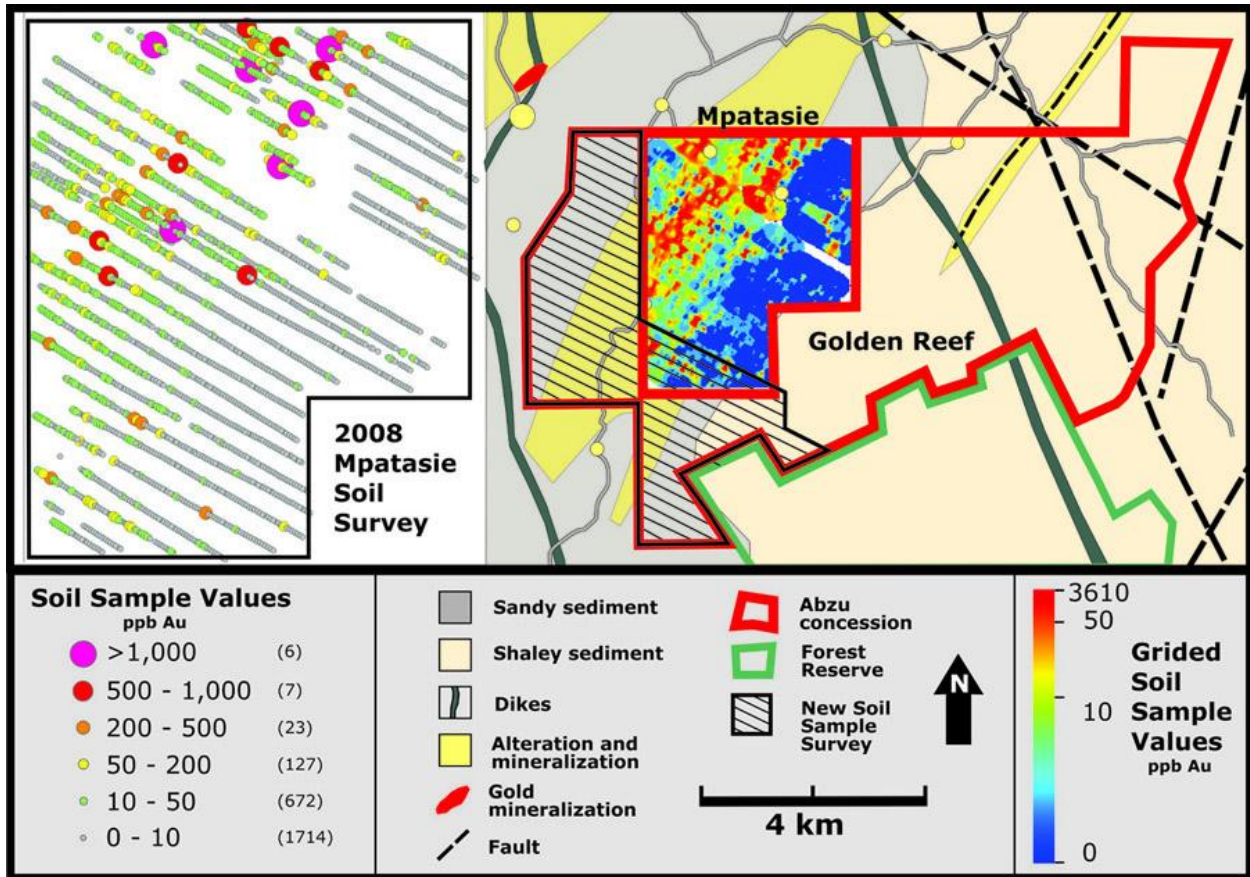 2008
Mpatasie
Soil
Survey
Mpatasie
Golden Reef
Soil Sample Values
ppb Au
>1,000 (6)
500 - 1,000 (7)
200 - 500 (23)
50 - 200 (127)
10 - 50 (672)
0 - 10 (1714)
Sandy sediment
Shaley sediment
Dikes
Alteration and
mineralization
Gold
mineralization
Fault
Abzu
concession
Forest
Reserve
New Soil
Sample
Survey
N
4 km
3610
50
10
0
Grided
Soil
Sample
Values
ppb Au